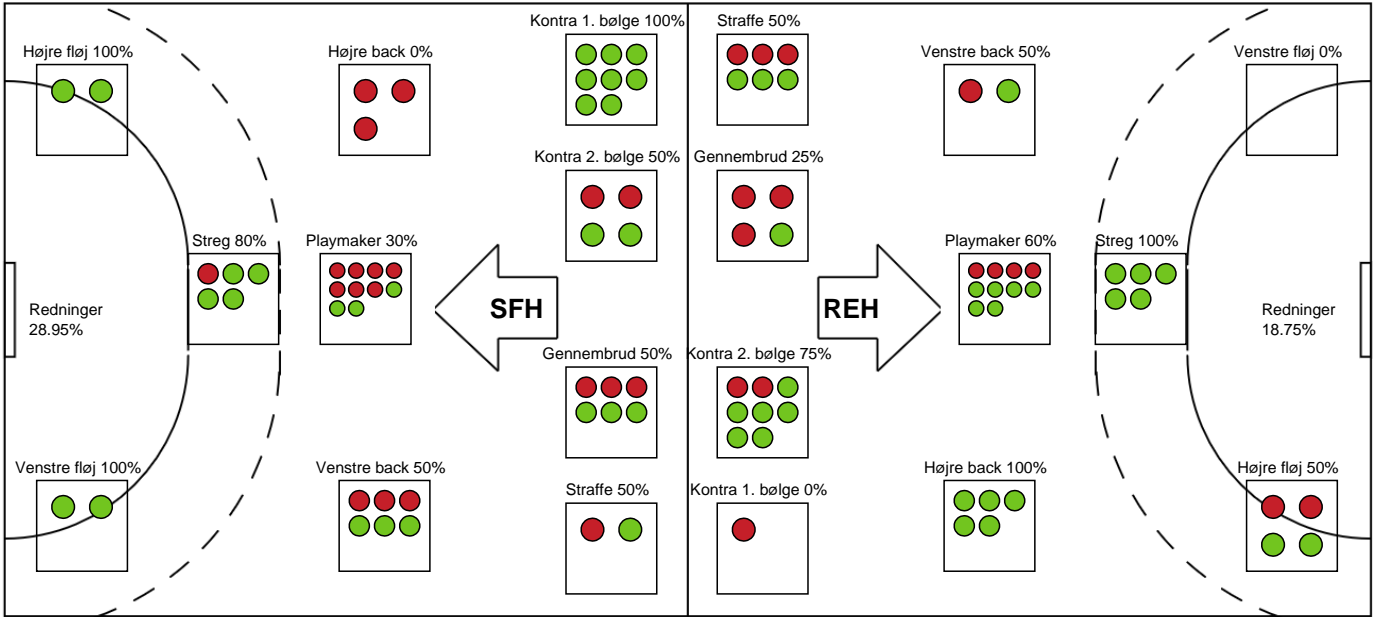 Kontra 1. bølge 100%
Straffe 50%
Højre fløj 100%
Højre back 0%
Venstre back 50%
Venstre fløj 0%
Kontra 2. bølge 50%
Gennembrud 25%
Streg 80%
Playmaker 30%
Playmaker 60%
Streg 100%
Redninger
28.95%
SFH
REH
Redninger
18.75%
Gennembrud 50%
Kontra 2. bølge 75%
Venstre fløj 100%
Venstre back 50%
Straffe 50%
Kontra 1. bølge 0%
Højre back 100%
Højre fløj 50%